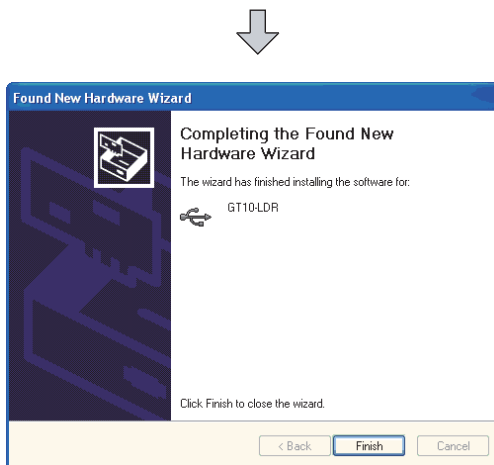 Found New Hardware Wizard
Completing the Found New
Hardware Wizard
The wizard has finished installing the software for:
GT10-LDR
Click Finish to close the wizard.
< Back Finish Cancel